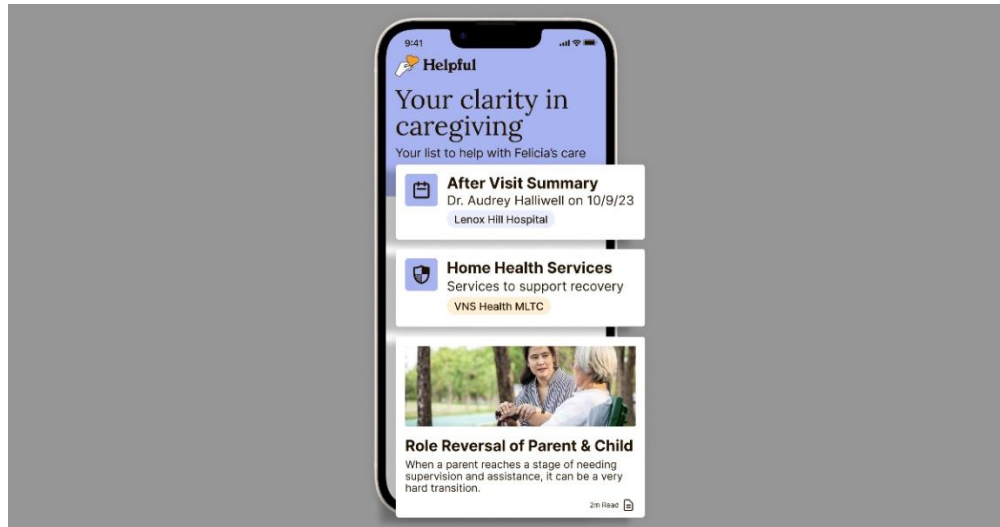 9:41
Helpful
Your clarity in
caregiving
Your list to help with Felicia's care
After Visit Summary
Dr. Audrey Halliwell on 10/9/23
Lenox Hill Hospital
Home Health Services
Services to support recovery
VNS Health MLTC
Role Reversal of Parent & Child
When a parent reaches a stage of needing
supervision and assistance, it can be a very
hard transition.
2m Read